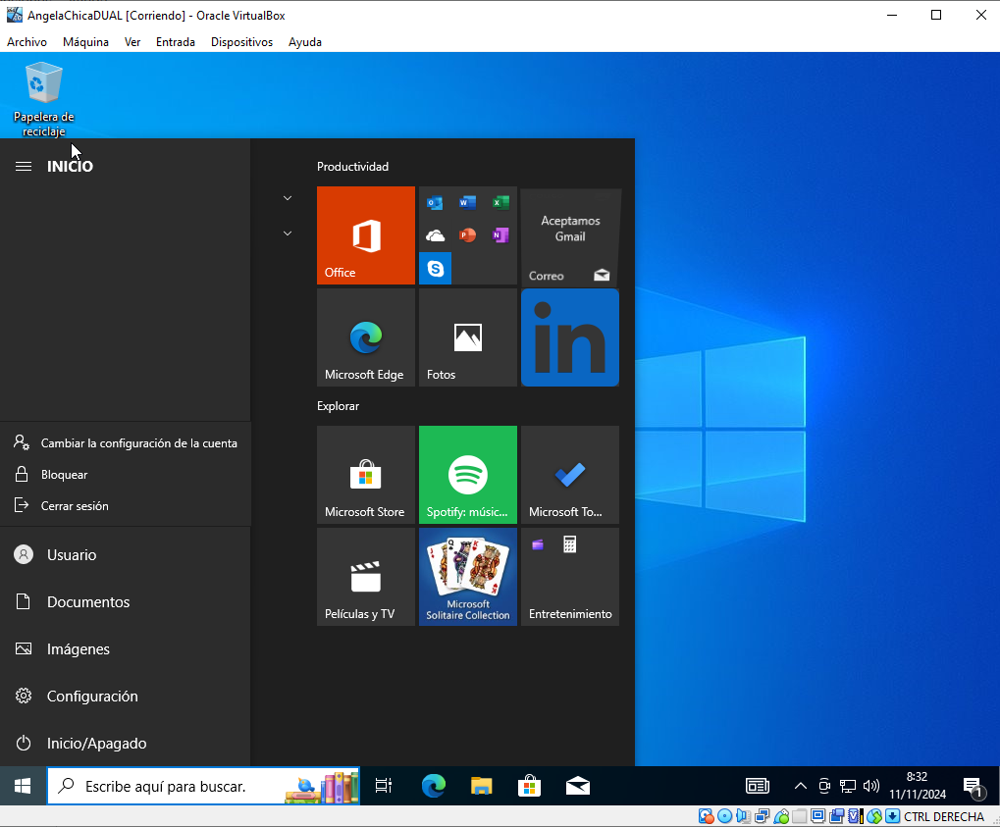 AngelaChicaDUAL [Corriendo] - Oracle VirtualBox
Archivo Máquina Ver Entrada Dispositivos Ayuda
Papelera de
reciclaje
INICIO
Cambiar la configuración de la cuenta
Bloquear
Cerrar sesión
Usuario
Documentos
Imágenes
Configuración
Inicio/Apagado
Productividad
Office
Aceptamos
Gmail
Correo
Microsoft Edge
Fotos
in
Explorar
Microsoft Store
Spotify: músic...
Microsoft To...
Películas y TV
Microsoft
Solitaire Collection
Entretenimiento
Escribe aquí para buscar.
8:32
11/11/2024
1
CTRL DERECHA